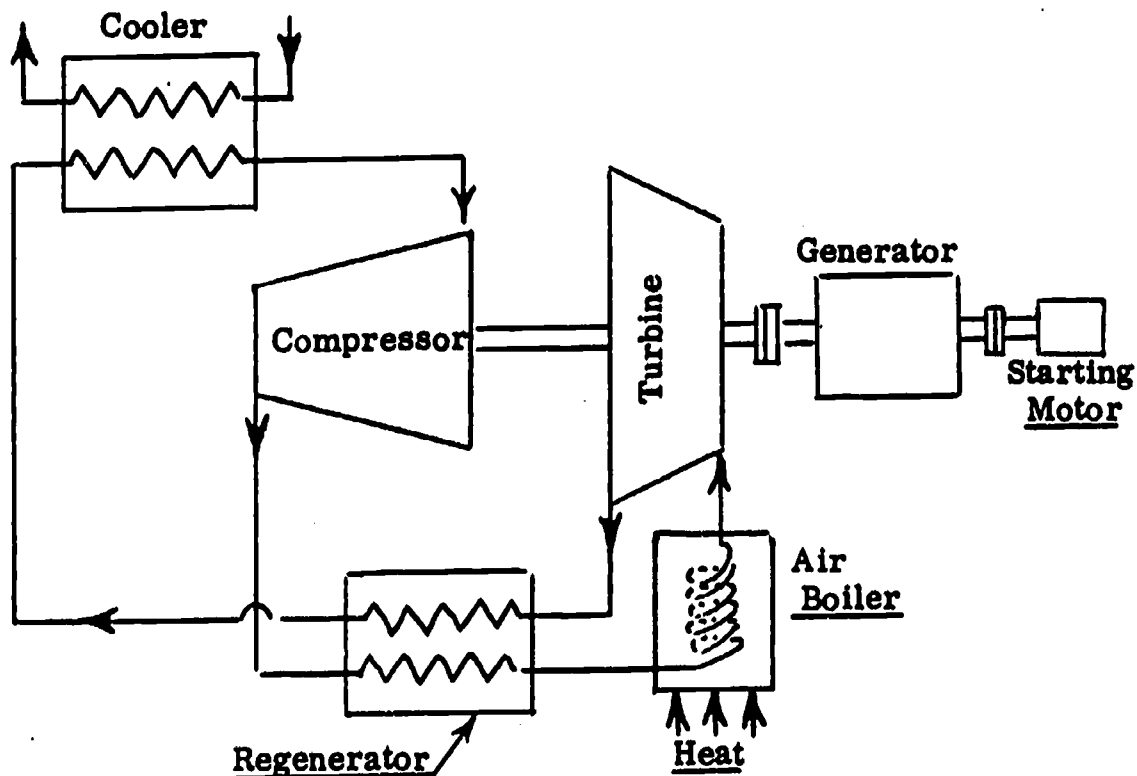 Cooler
Generator
Compressor
Turbine
Starting
Motor
Air
Boiler
Regenerator
Heat